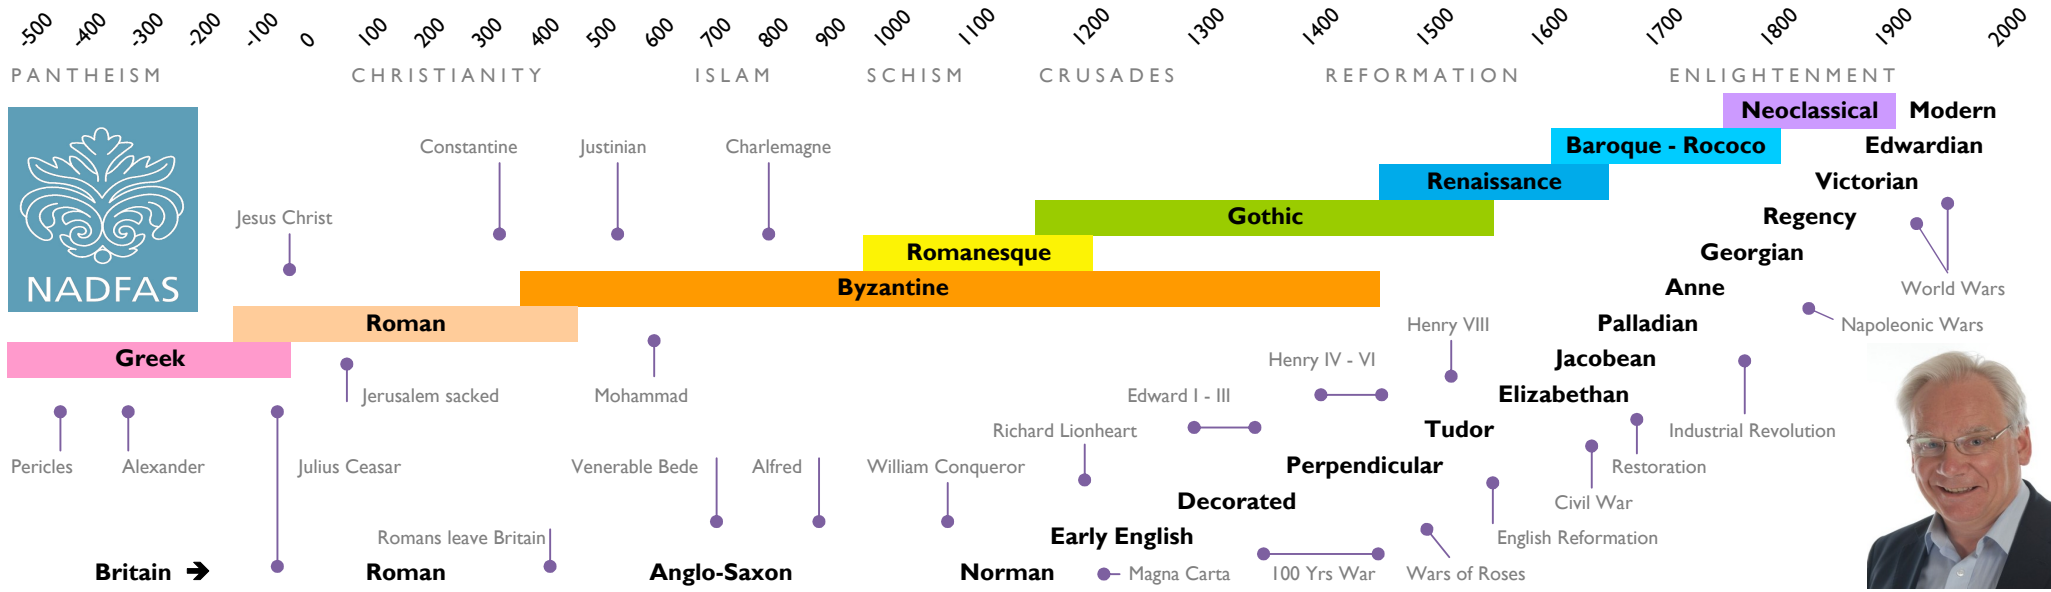 -500 -400 -300 -200 -100 0 100 200 300 400 500 600 700 800 900 1000 1100 1200 1300 1400 1500 1600 1700 1800 1900 2000
PANTHEISM CHRISTIANITY ISLAM SCHISM CRUSADES REFORMATION ENLIGHTENMENT
Neoclassical Modern
Constantine Justinian Charlemagne Baroque - Rococo Edwardian
Renaissance Victorian
Jesus Christ Gothic Regency
Romanesque Georgian
NADFAS Byzantine Anne World Wars
Roman Henry VIII Palladian Napoleonic Wars
Greek Henry IV - VI Jacobean
Jerusalem sacked Mohammad Edward I - III Elizabethan
Richard Lionheart Tudor Industrial Revolution
Pericles Alexander Julius Ceasar Venerable Bede Alfred William Conqueror Perpendicular Restoration
Decorated Civil War
Romans leave Britain Early English English Reformation
Britain ➔ Roman Anglo-Saxon Norman Magna Carta 100 Yrs War Wars of Roses